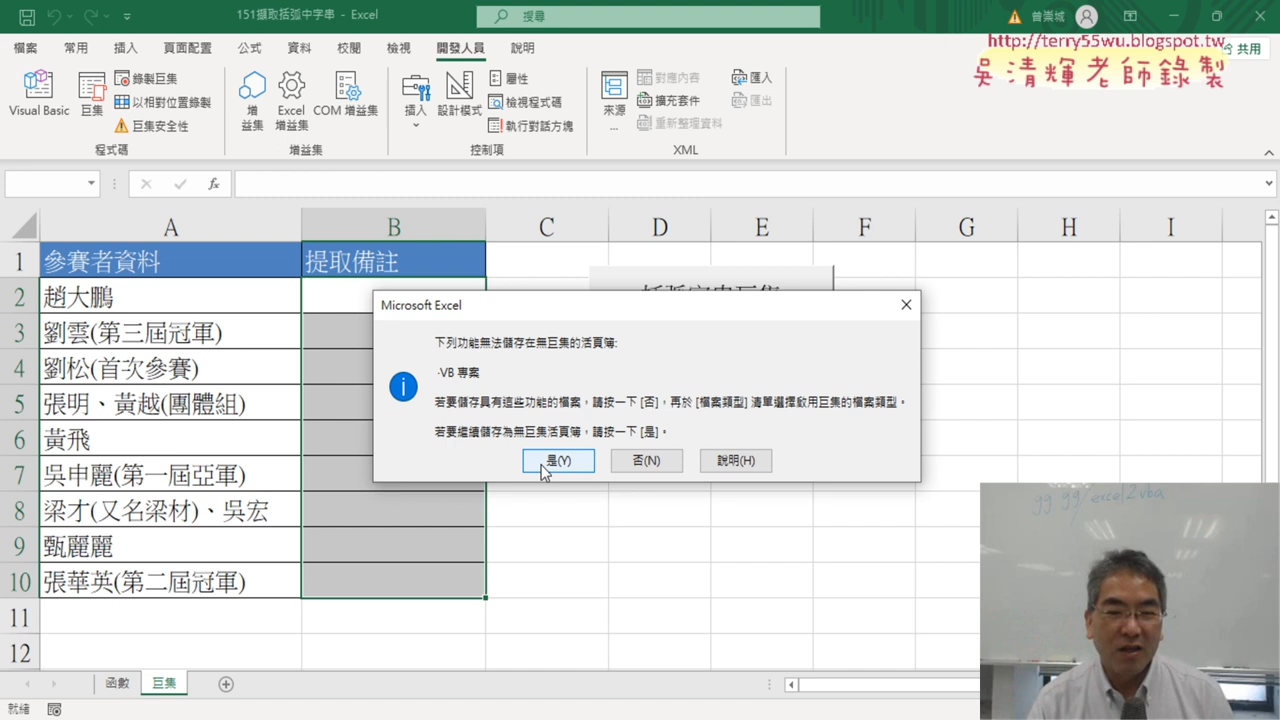 151擷取括弧中字串 - Excel
搜尋
曾崇城
http://terry55wu.blogspot.tw
吳清輝老師錄製
共用
檔案 常用 插入 頁面配置 公式 資料 校閱 檢視 開發人員 說明
Visual Basic
巨集
錄製巨集
以相對位置錄製
巨集安全性
程式碼
增益集
Excel 增益集
COM 增益集
增益集
插入
設計模式
屬性
檢視程式碼
執行對話方塊
控制項
來源
...
對應內容
擴充套件
重新整理資料
匯入
匯出
XML
fx
A B C D E F G H I
1 參賽者資料 提取備註
2 趙大鵬
3 劉雲(第三屆冠軍)
4 劉松(首次參賽)
5 張明、黃越(團體組)
6 黃飛
7 吳申麗(第一屆亞軍)
8 梁才(又名梁材)、吳宏
9 甄麗麗
10 張華英(第二屆冠軍)
11
12
Microsoft Excel
下列功能無法儲存在無巨集的活頁簿:
·VB 專案
若要儲存具有這些功能的檔案，請按一下 [否]，再於 [檔案類型] 清單選擇啟用巨集的檔案類型。
若要繼續儲存為無巨集活頁簿，請按一下 [是]。
是(Y) 否(N) 說明(H)
gg.gg/excel2vba
函數 巨集
就緒